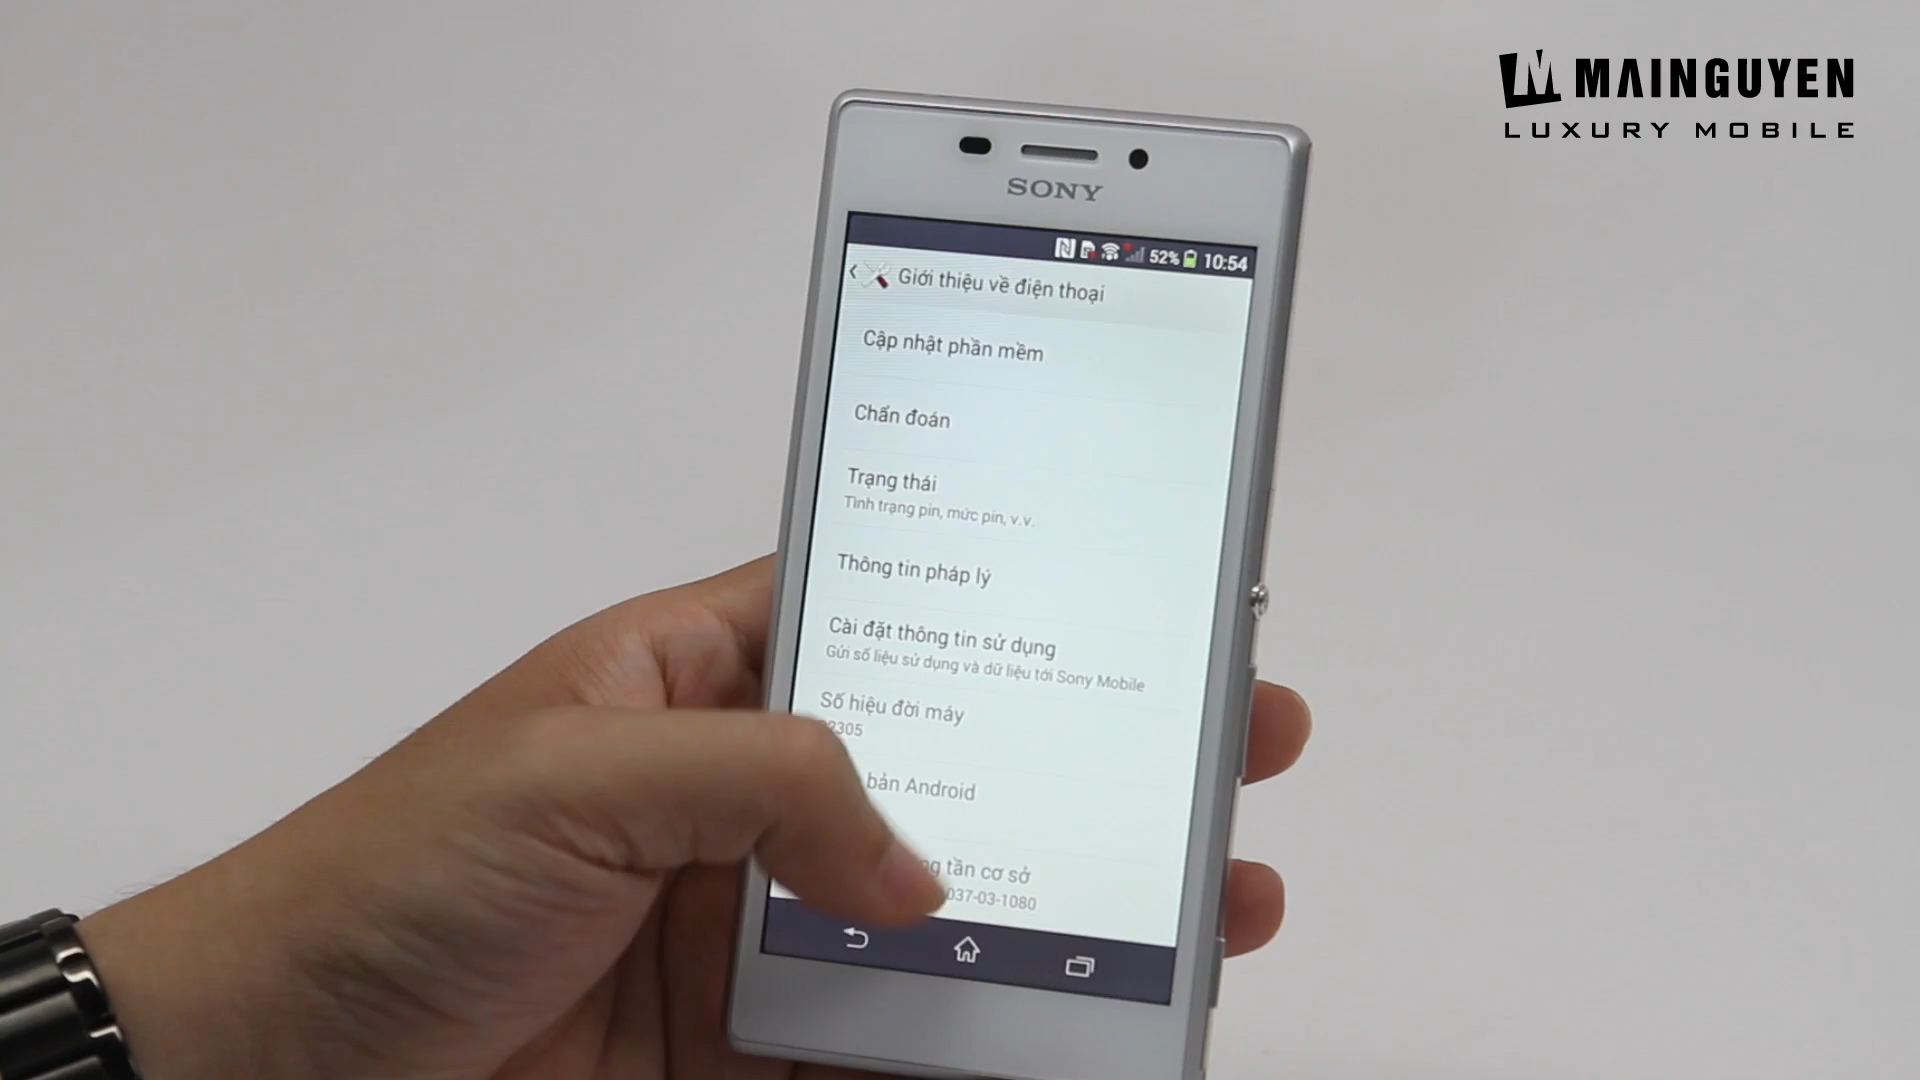 MAINGUYEN
LUXURY MOBILE
SONY
52% 10:54
Giới thiệu về điện thoại
Cập nhật phần mềm
Chẩn đoán
Trạng thái
Tình trạng pin, mức pin, v.v.
Thông tin pháp lý
Cài đặt thông tin sử dụng
Gửi số liệu sử dụng và dữ liệu tới Sony Mobile
Số hiệu đời máy
2305
bản Android
tần cơ sở
037-03-1080